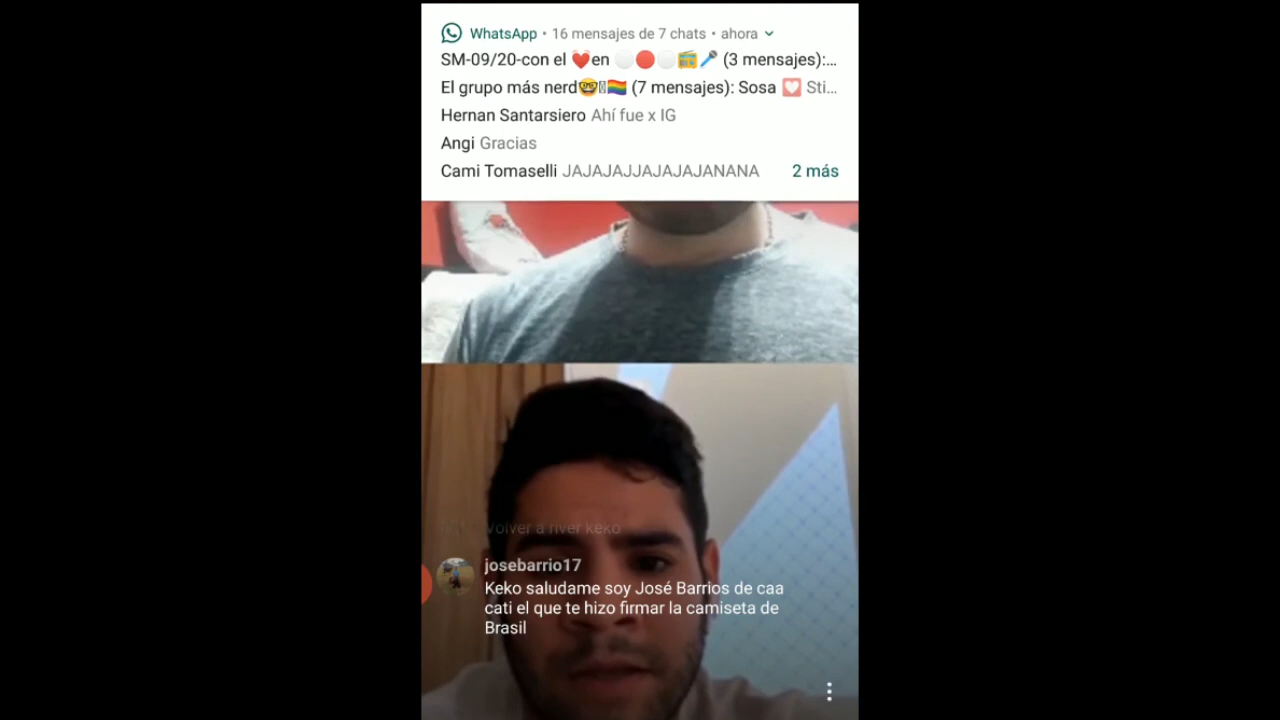 WhatsApp • 16 mensajes de 7 chats • ahora
SM-09/20-con el ❤️en ⚪🔴⚪📻🎤 (3 mensajes):...
El grupo más nerd🤓🏳️‍🌈 (7 mensajes): Sosa 💟 Sti...
Hernan Santarsiero Ahí fue x IG
Angi Gracias
Cami Tomaselli JAJAJAJJAJAJAJANANA 2 más
Volver a river keko
josebarrio17
Keko saludame soy José Barrios de caa
cati el que te hizo firmar la camiseta de
Brasil